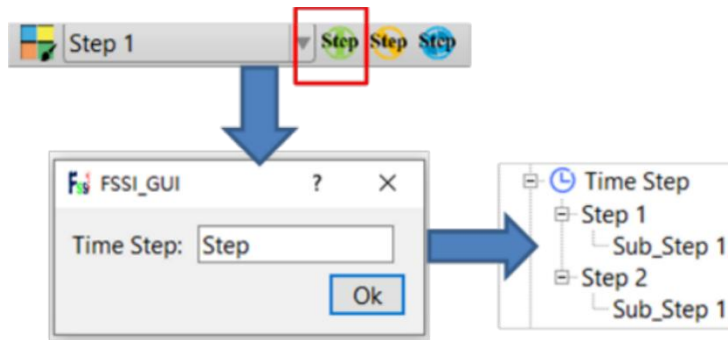 Step 1
Step Step Step
FSSI_GUI ? ×
Time Step: Step
Ok
Time Step
Step 1
Sub_Step 1
Step 2
Sub_Step 1